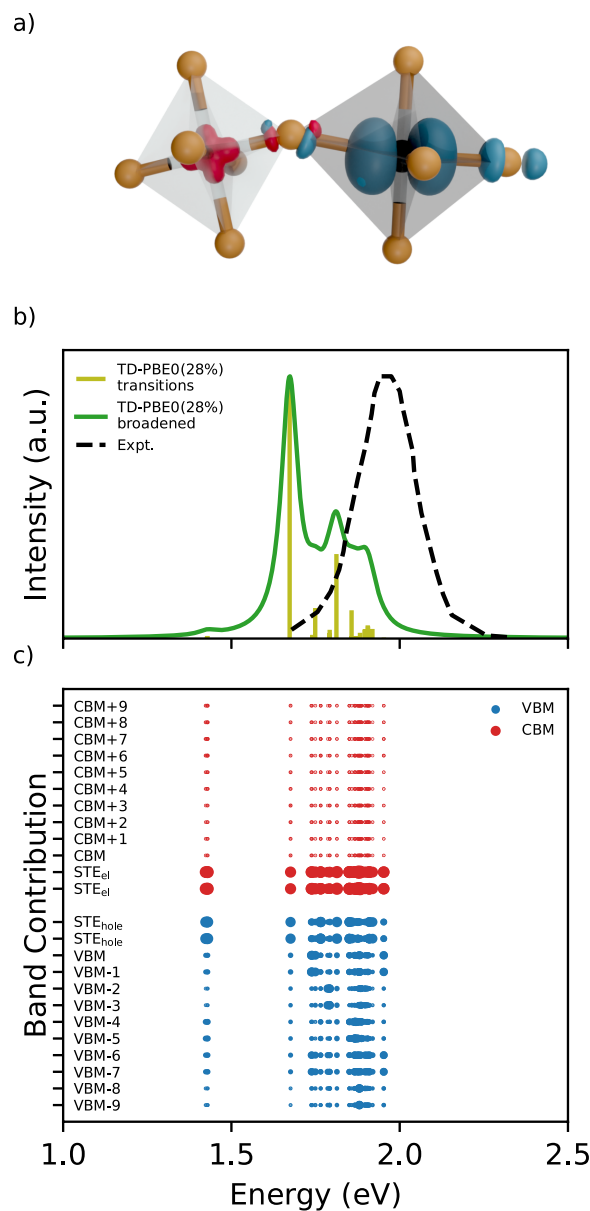 a)
b)
TD-PBE0(28%)
transitions
TD-PBE0(28%)
broadened
Expt.
Intensity (a.u.)
c)
VBM
CBM
CBM+9
CBM+8
CBM+7
CBM+6
CBM+5
CBM+4
CBM+3
CBM+2
CBM+1
CBM
STEel
STEel
STEhole
STEhole
VBM
VBM-1
VBM-2
VBM-3
VBM-4
VBM-5
VBM-6
VBM-7
VBM-8
VBM-9
Band Contribution
1.0 1.5 2.0 2.5
Energy (eV)